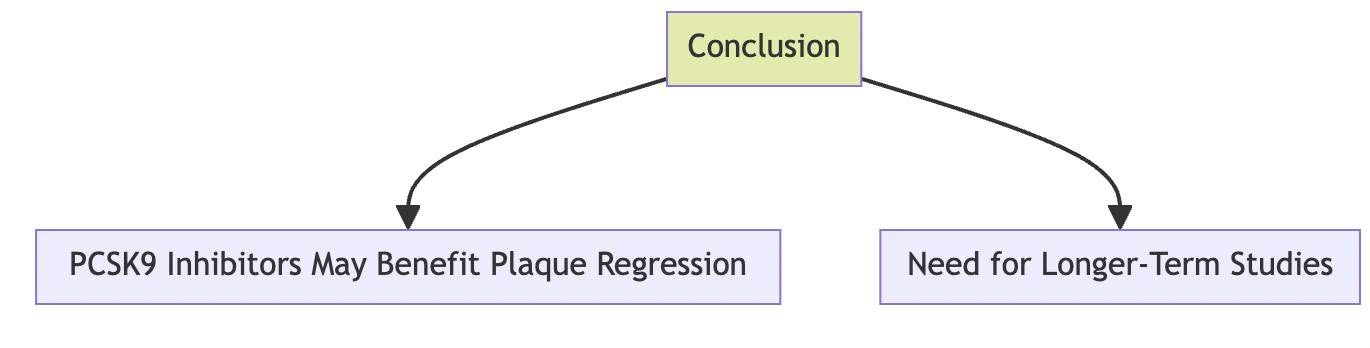 Conclusion
PCSK9 Inhibitors May Benefit Plaque Regression
Need for Longer-Term Studies